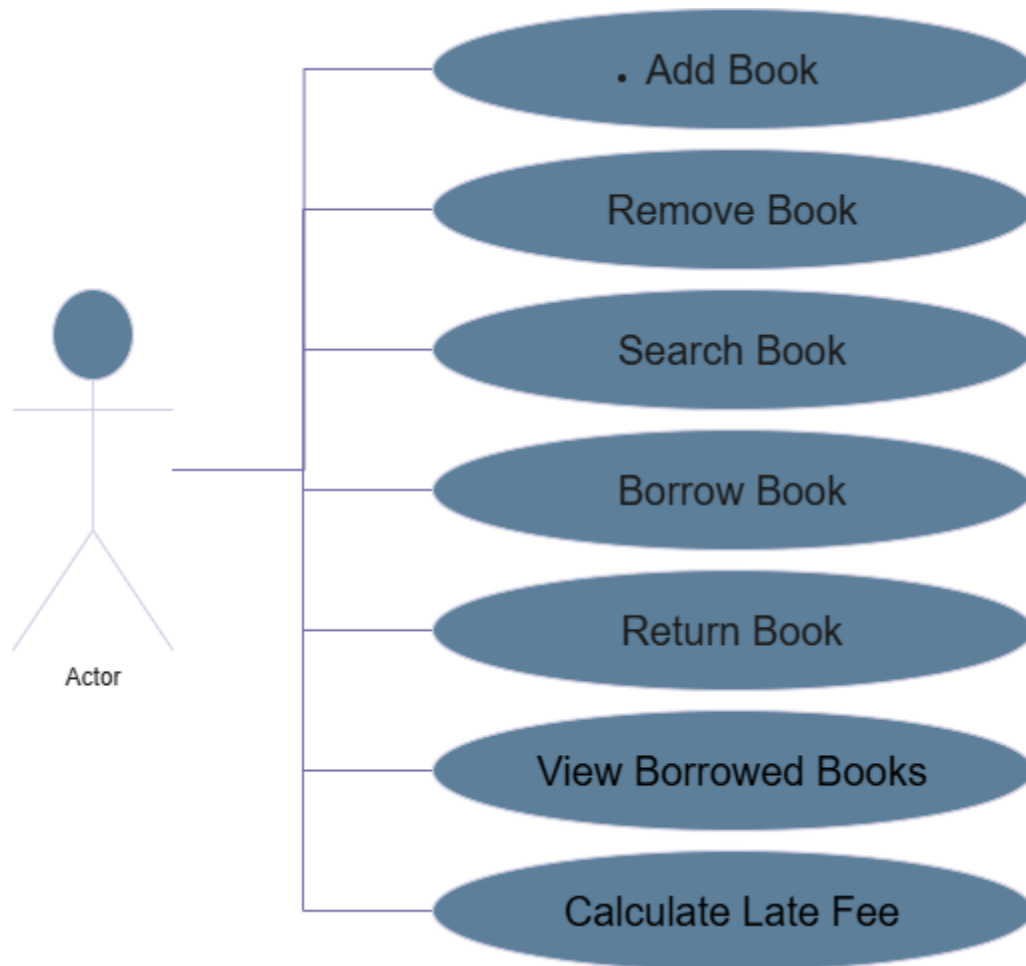 . Add Book
Remove Book
Search Book
Borrow Book
Return Book
Actor
View Borrowed Books
Calculate Late Fee